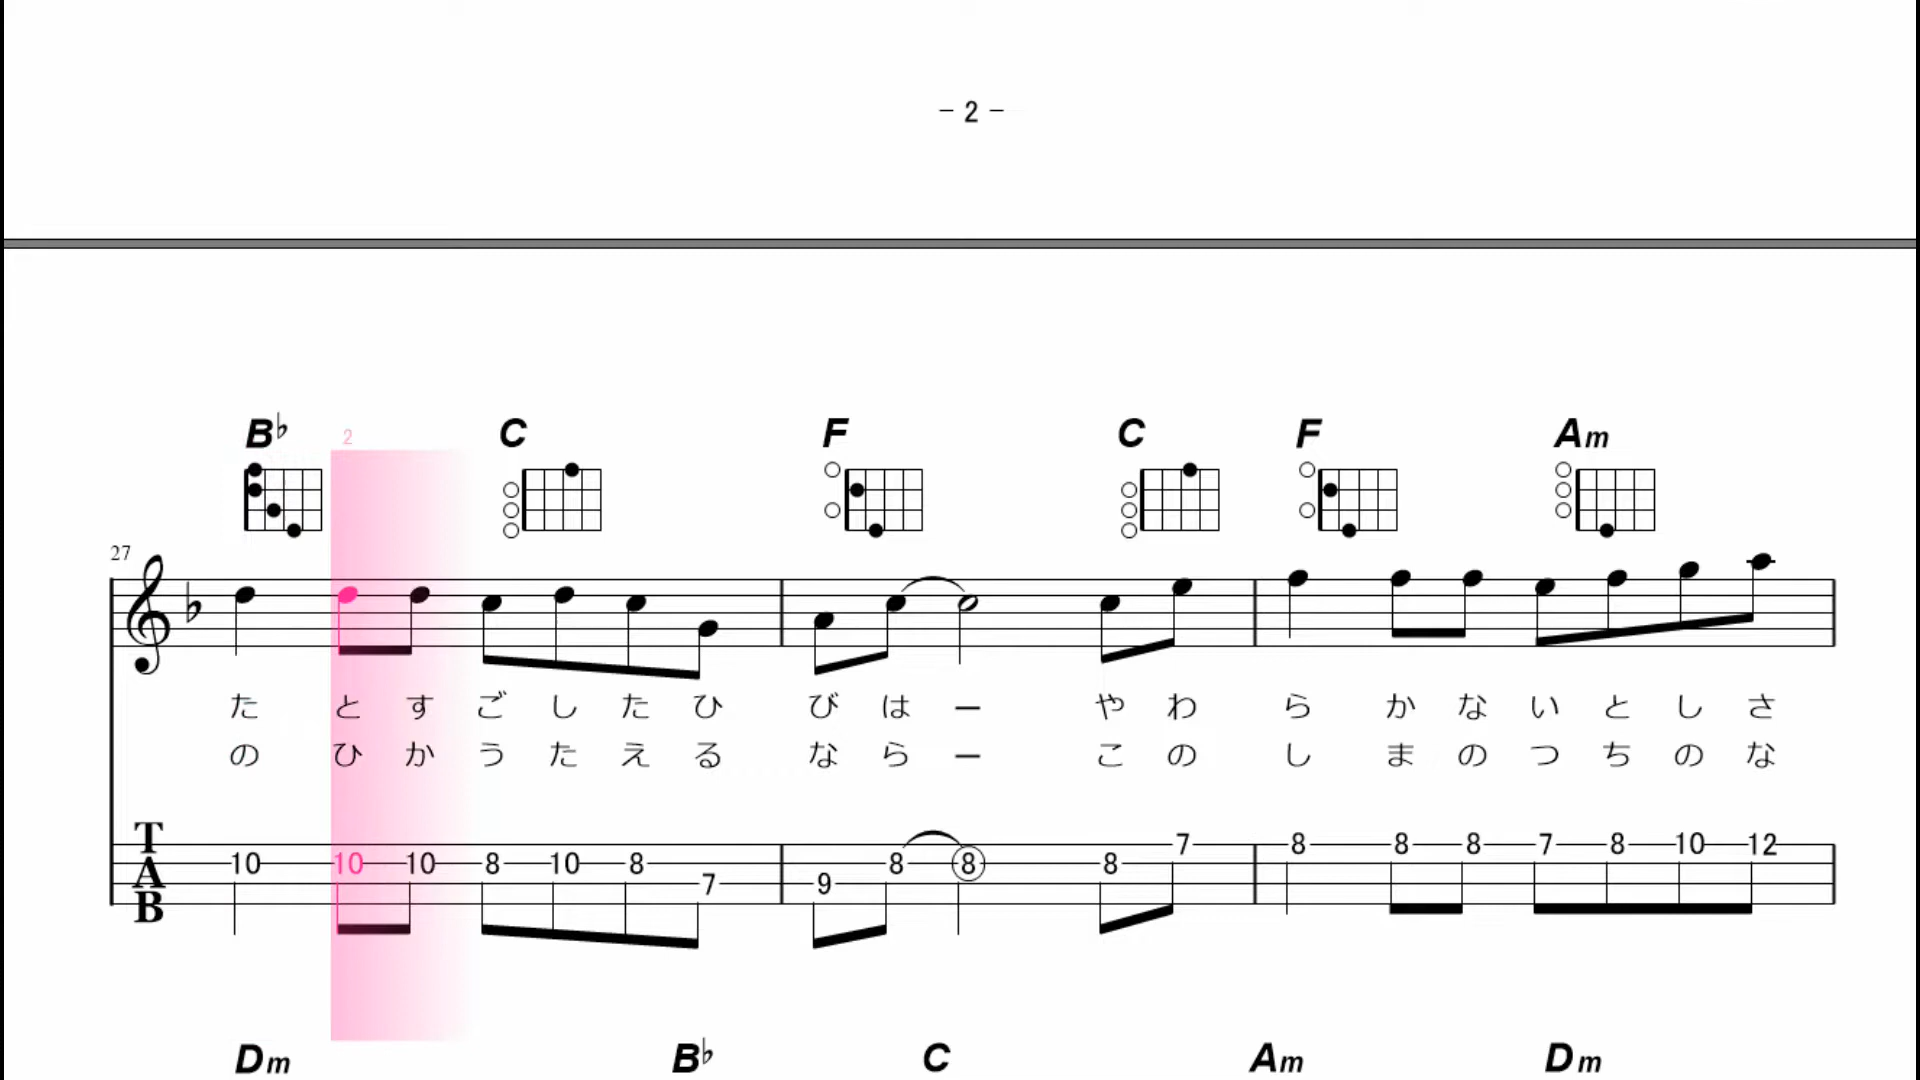 - 2 -
B♭ 2 C F C F Am
27
た と す ご し た ひ び は ー や わ ら か な い と し さ
の ひ か う た え る な ら ー こ の し ま の つ ち の な
T 7 8 8 8 7 8 10 12
A 10 10 10 8 10 8 8 8 8
7 9
B
Dm B♭ C Am Dm